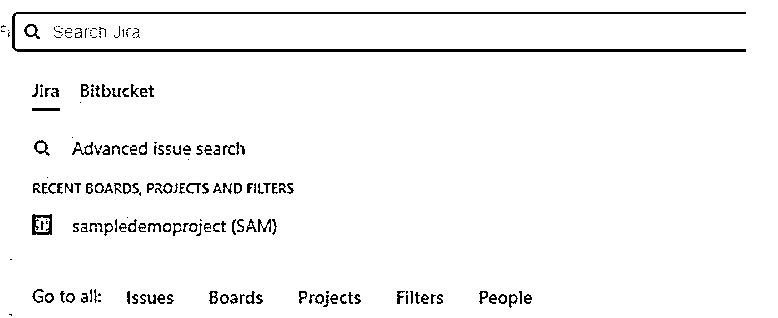 Search Jira
Jira Bitbucket
Advanced issue search
RECENT BOARDS, PROJECTS AND FILTERS
sampledemoproject (SAM)
Go to all: Issues Boards Projects Filters People